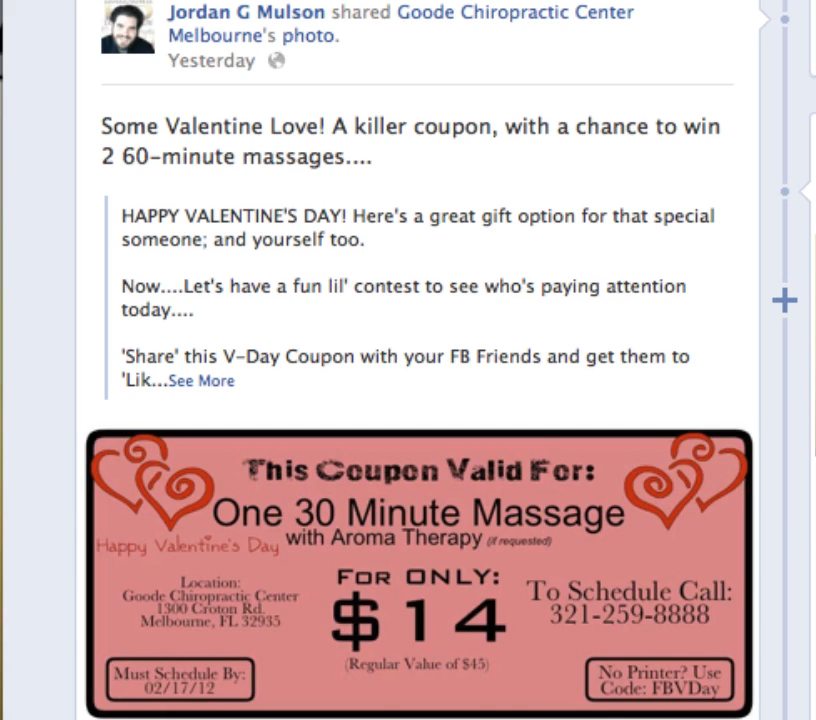 Jordan G Mulson shared Goode Chiropractic Center
Melbourne's photo.
Yesterday
Some Valentine Love! A killer coupon, with a chance to win
2 60-minute massages....
HAPPY VALENTINE'S DAY! Here's a great gift option for that special
someone; and yourself too.
Now....Let's have a fun lil' contest to see who's paying attention
today....
'Share' this V-Day Coupon with your FB Friends and get them to
'Lik...See More
This Coupon Valid For:
One 30 Minute Massage
with Aroma Therapy (if requested)
Happy Valentine's Day
Location:
Goode Chiropractic Center
1300 Croton Rd.
Melbourne, FL 32935
FOR ONLY:
$14
(Regular Value of $45)
To Schedule Call:
321-259-8888
Must Schedule By:
02/17/12
No Printer? Use
Code: FBVDay